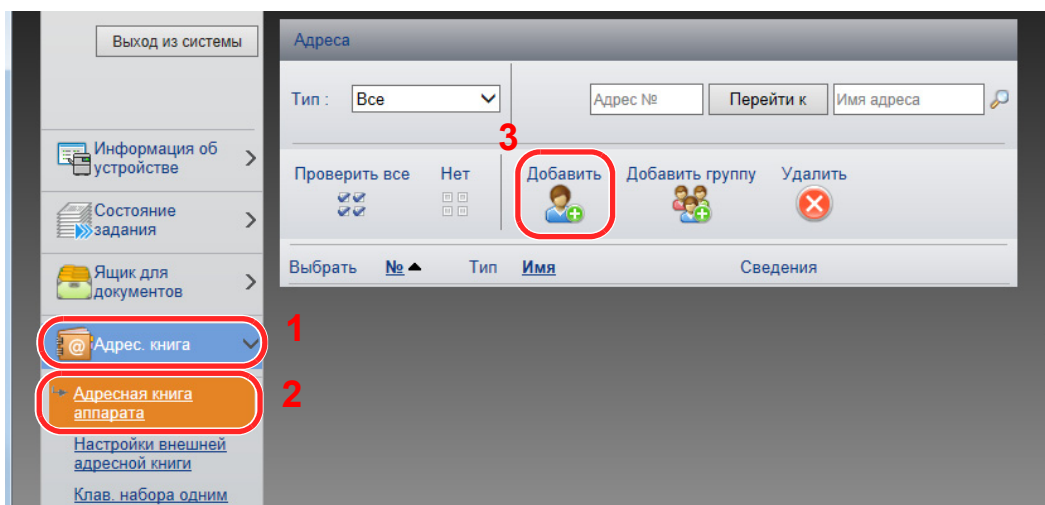 Выход из системы
Информация об
устройстве
Состояние
задания
Ящик для
документов
Адрес. книга
1
Адресная книга
аппарата
2
Настройки внешней
адресной книги
Клав. набора одним
Адреса
Тип : Все Адрес № Перейти к Имя адреса
3
Проверить все Нет Добавить Добавить группу Удалить
Выбрать № Тип Имя Сведения